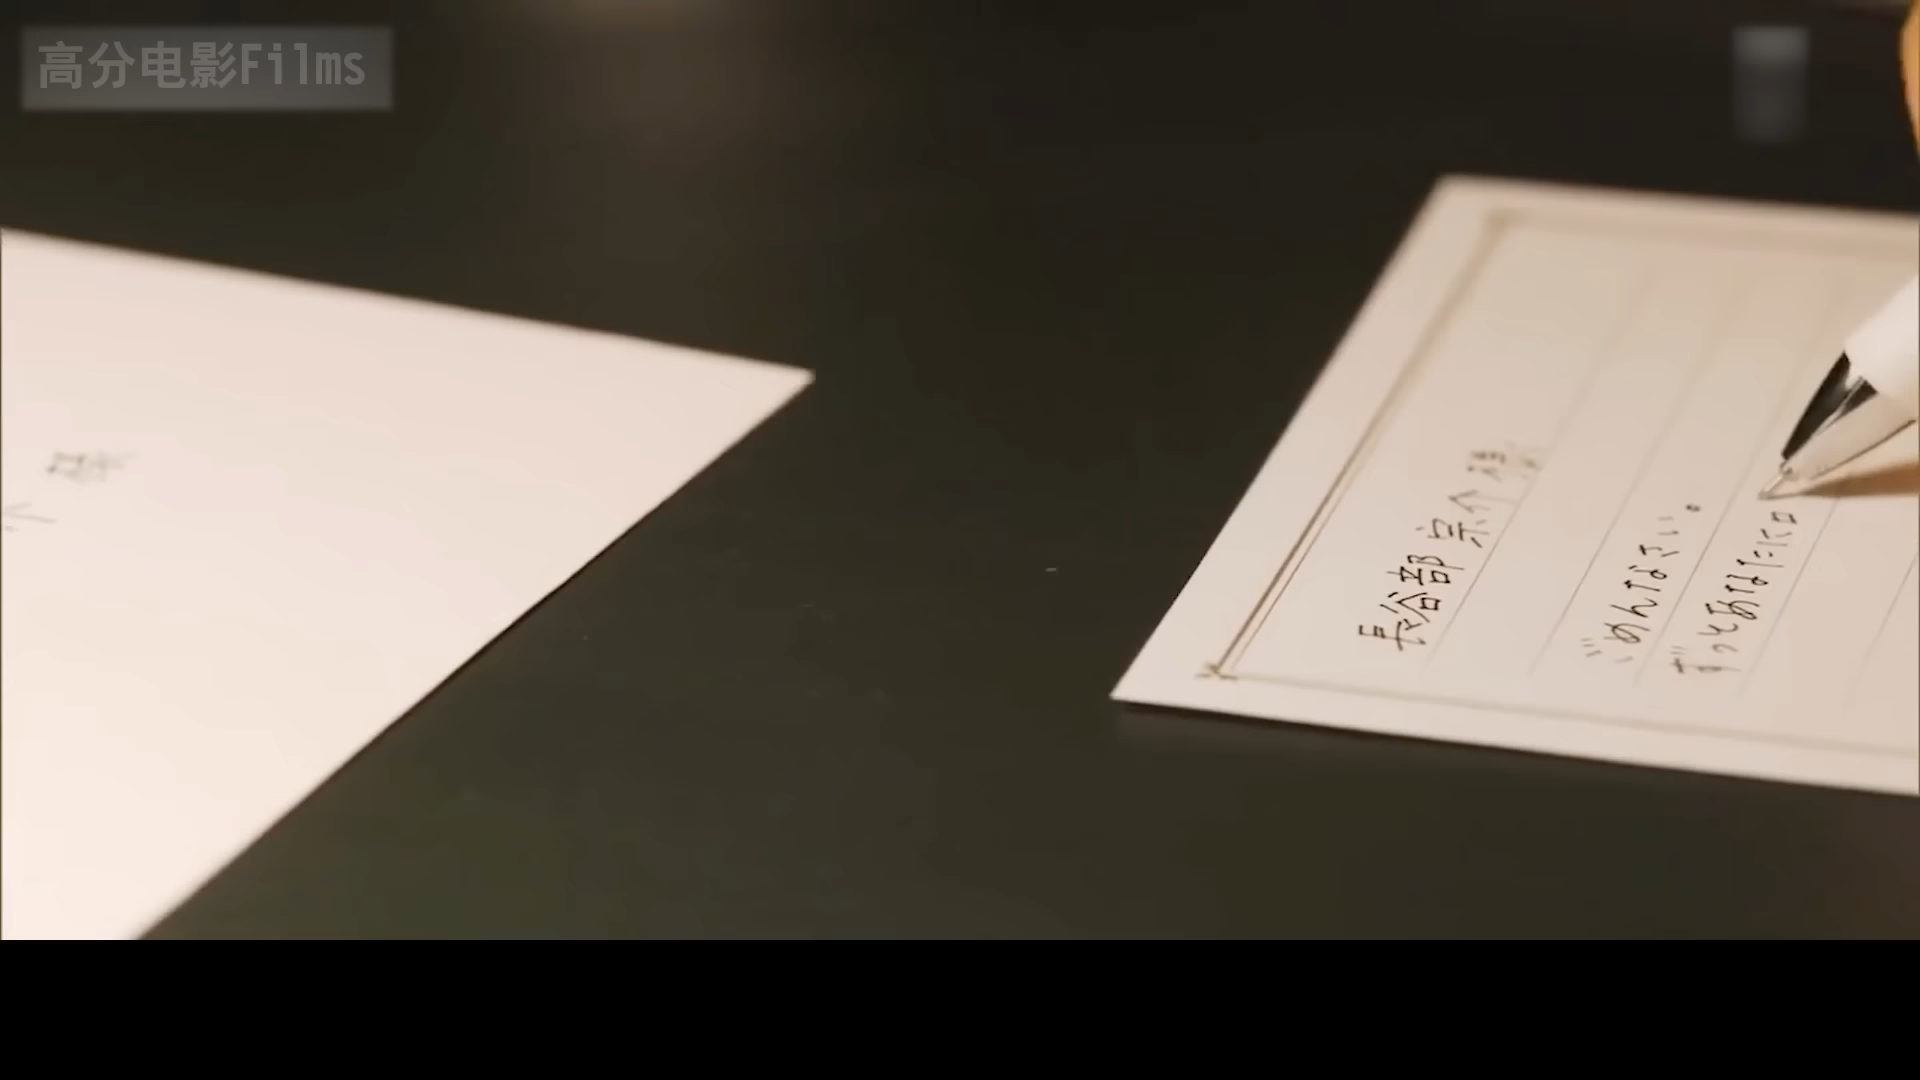 高分电影Films
長谷部宗介様
ごめんなさい。
ずっとあなたに
様